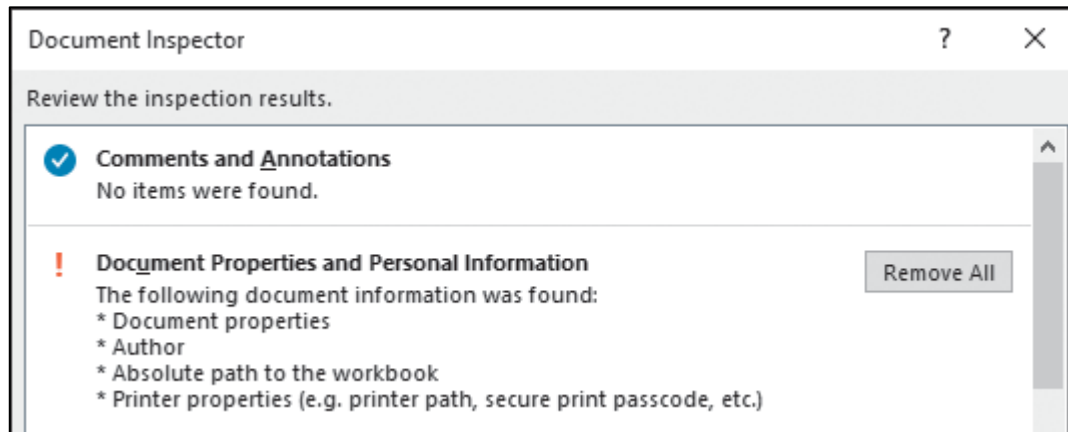 Document Inspector ?
Review the inspection results.
Comments and Annotations
No items were found.
Document Properties and Personal Information
Remove All
The following document information was found:
* Document properties
* Author
* Absolute path to the workbook
* Printer properties (e.g. printer path, secure print passcode, etc.)